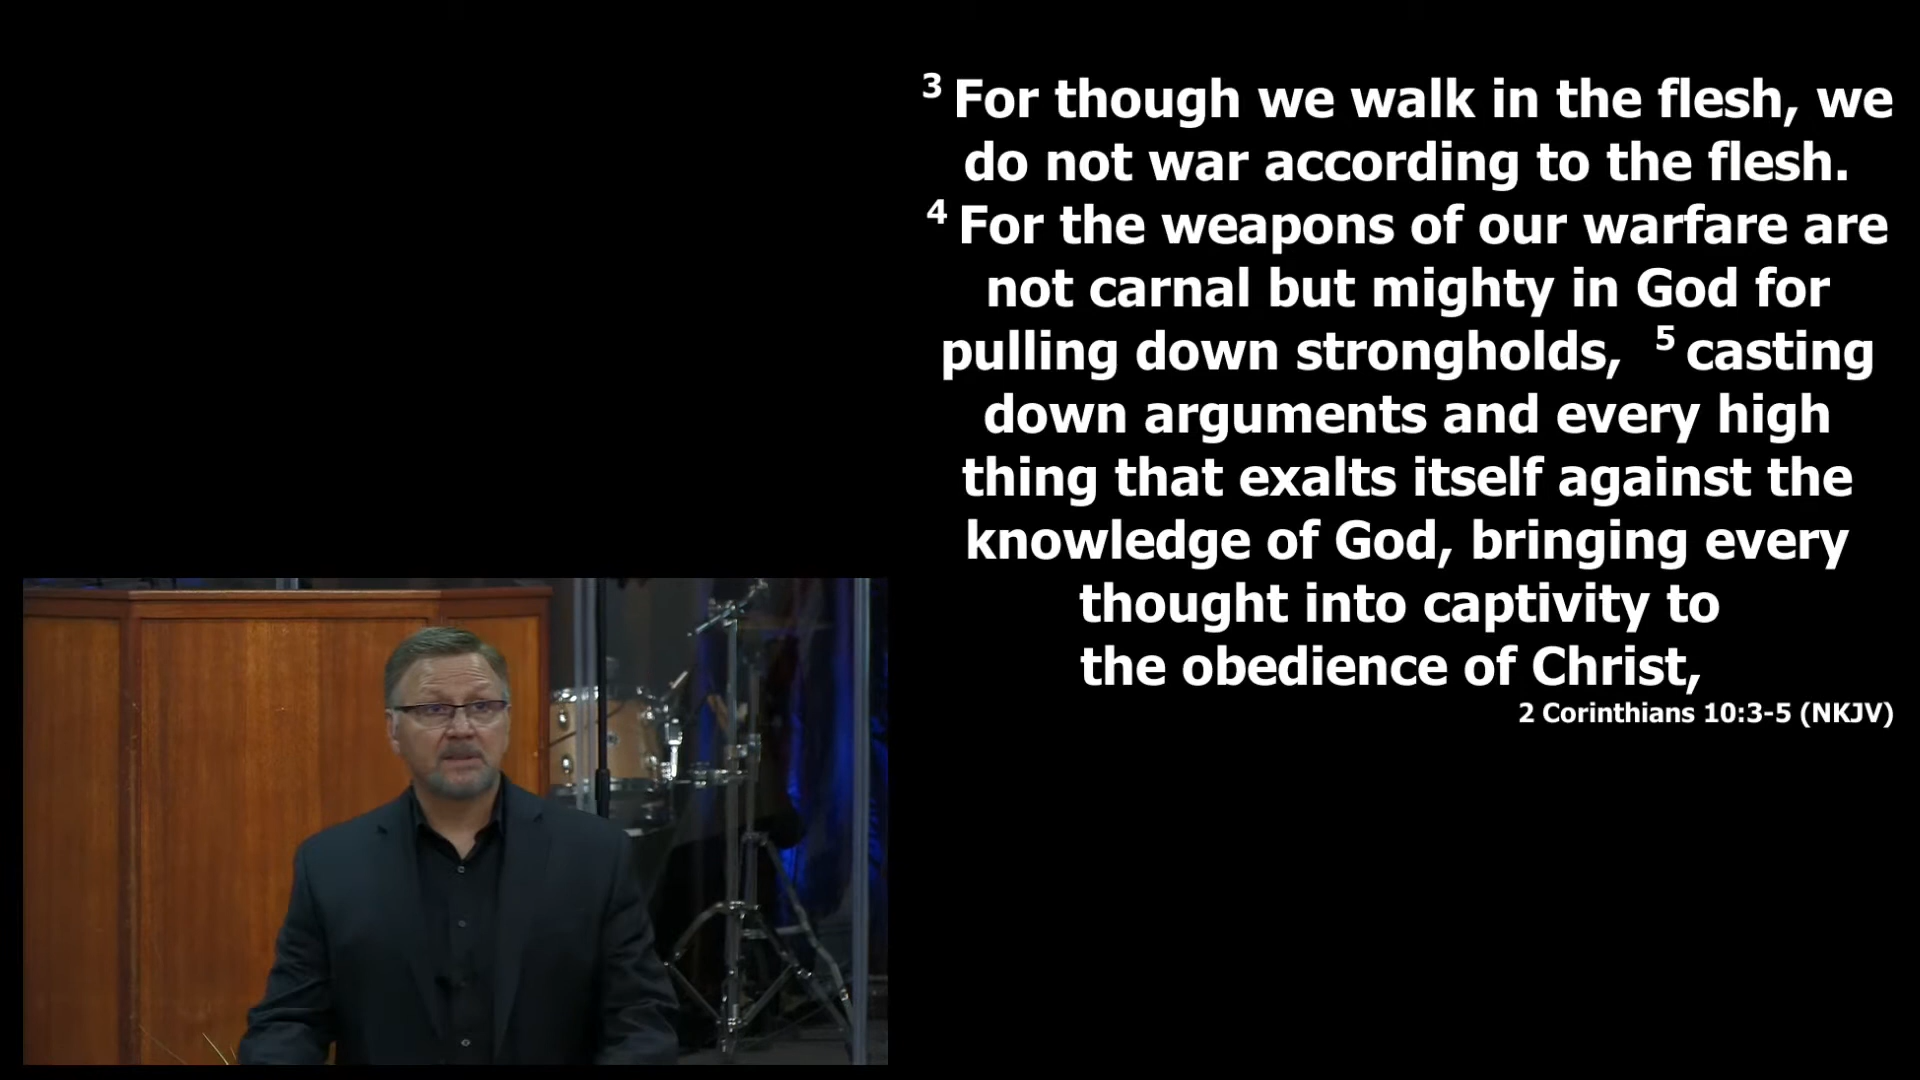 3 For though we walk in the flesh, we
do not war according to the flesh.
4 For the weapons of our warfare are
not carnal but mighty in God for
pulling down strongholds, 5 casting
down arguments and every high
thing that exalts itself against the
knowledge of God, bringing every
thought into captivity to
the obedience of Christ,
2 Corinthians 10:3-5 (NKJV)